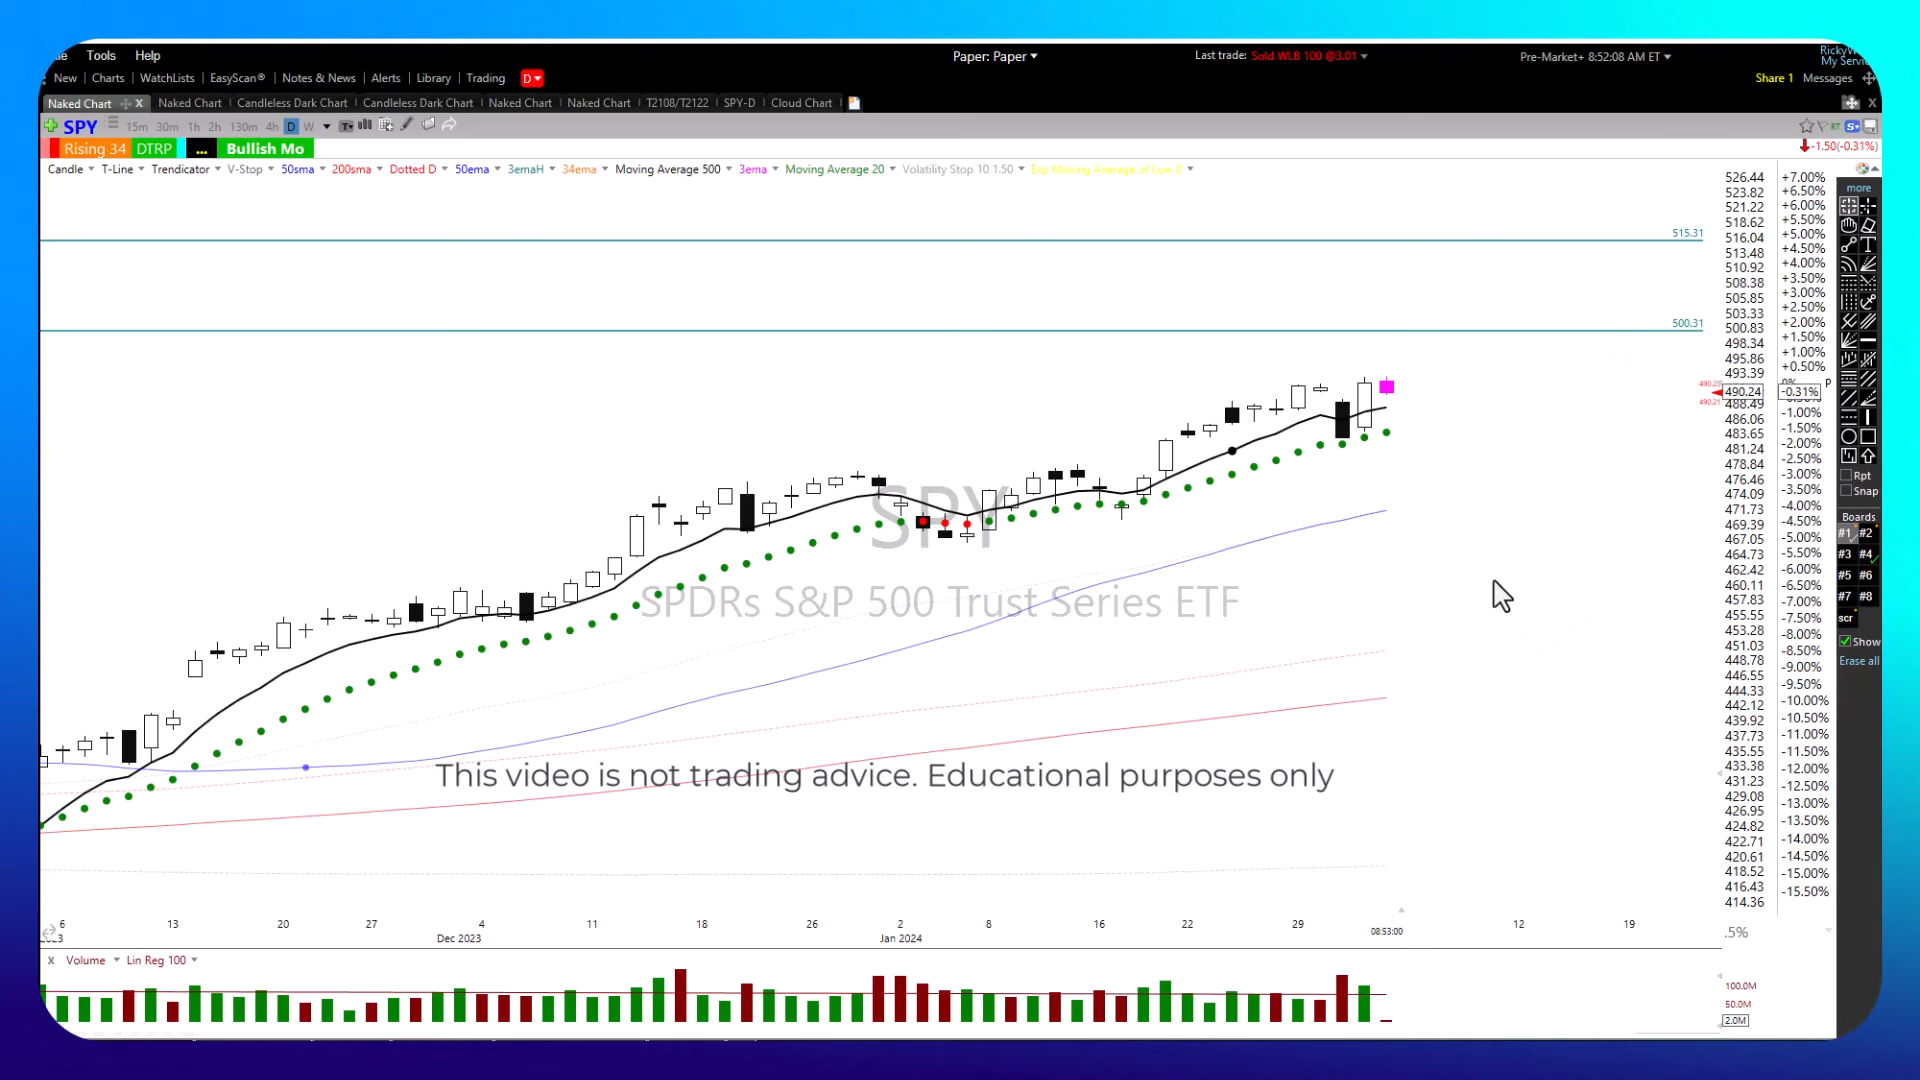 Tools Help Paper: Paper Last trade: Sold WLB 100 @3.01 Pre-Market+ 8:52:08 AM ET
My Servic
New Charts WatchLists EasyScan® Notes & News Alerts Library Trading D Share 1 Messages
Naked Chart X Naked Chart Candleless Dark Chart Candleless Dark Chart Naked Chart Naked Chart T2108/T2122 SPY-D Cloud Chart X
SPY 15m 30m 1h 2h 130m 4h D W
Rising 34 DTRP ... Bullish Mo -1.50(-0.31%)
Candle T-Line Trendicator V-Stop 50sma 200sma Dotted D 50ema 3emaH 34ema Moving Average 500 3ema Moving Average 20 Volatility Stop 10 1.50 Exp Moving Average of Low 8
more
526.44 +7.00%
523.82 +6.50%
521.22 +6.00%
518.62 +5.50%
515.31
516.04 +5.00%
513.48 +4.50%
510.92 +4.00%
508.38 +3.50%
505.85 +3.00%
503.33 +2.50%
500.31
500.83 +2.00%
498.34 +1.50%
495.86 +1.00%
493.39 +0.50%
490.24 -0.31%
488.49 -1.00%
486.06 -1.50%
483.65 -2.00%
481.24 -2.50%
478.84 -3.00%
476.46 -3.50%
474.09 -4.00%
471.73 -4.50%
469.39 -5.00%
467.05 -5.50%
464.73 -6.00%
462.42 -6.50%
460.11 -7.00%
457.83 -7.50%
455.55 -8.00%
453.28 -8.50%
451.03 -9.00%
448.78 -9.50%
446.55 -10.00%
444.33 -10.50%
442.12 -11.00%
439.92 -11.50%
437.73 -12.00%
435.55 -12.50%
433.38 -13.00%
431.23 -13.50%
429.08 -14.00%
426.95 -14.50%
424.82 -15.00%
422.71 -15.50%
420.61
418.52
416.43
414.36
Rpt
Snap
Boards
#1 #2
#3 #4
#5 #6
#7 #8
scr
Show
Erase all
SPY
SPDRs S&P 500 Trust Series ETF
This video is not trading advice. Educational purposes only
6 13 20 27 4 11 18 26 2 8 16 22 29 08:53:00 12 19
Dec 2023 Jan 2024
.5%
X Volume Lin Reg 100
100.0M
50.0M
2.0M